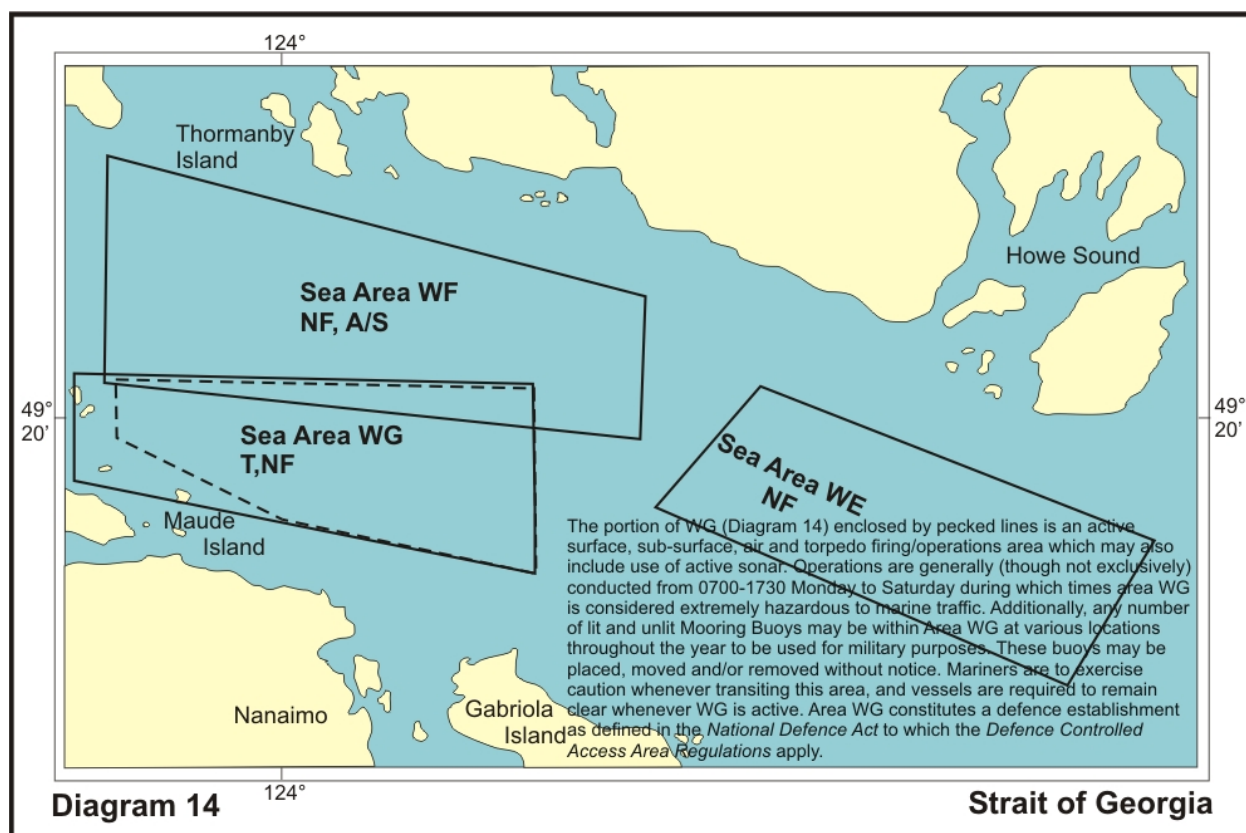 124°
Thormanby
Island
Howe Sound
Sea Area WF
NF, A/S
49°
20'
49°
20'
Sea Area WG
T,NF
Sea Area WE
NF
Maude
Island
The portion of WG (Diagram 14) enclosed by pecked lines is an active
surface, sub-surface, air and torpedo firing/operations area which may also
include use of active sonar. Operations are generally (though not exclusively)
conducted from 0700-1730 Monday to Saturday during which times area WG
is considered extremely hazardous to marine traffic. Additionally, any number
of lit and unlit Mooring Buoys may be within Area WG at various locations
throughout the year to be used for military purposes. These buoys may be
placed, moved and/or removed without notice. Mariners are to exercise
caution whenever transiting this area, and vessels are required to remain
clear whenever WG is active. Area WG constitutes a defence establishment
as defined in the National Defence Act to which the Defence Controlled
Access Area Regulations apply.
Nanaimo
Gabriola
Island
124°
Diagram 14
Strait of Georgia